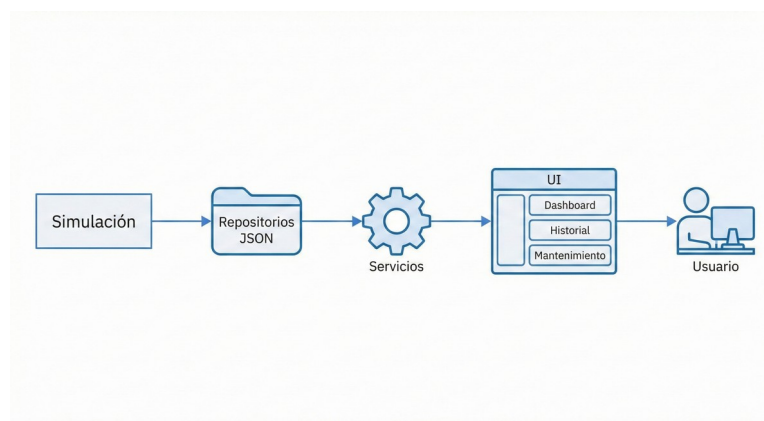 Simulación
Repositorios
JSON
Servicios
UI
Dashboard
Historial
Mantenimiento
Usuario